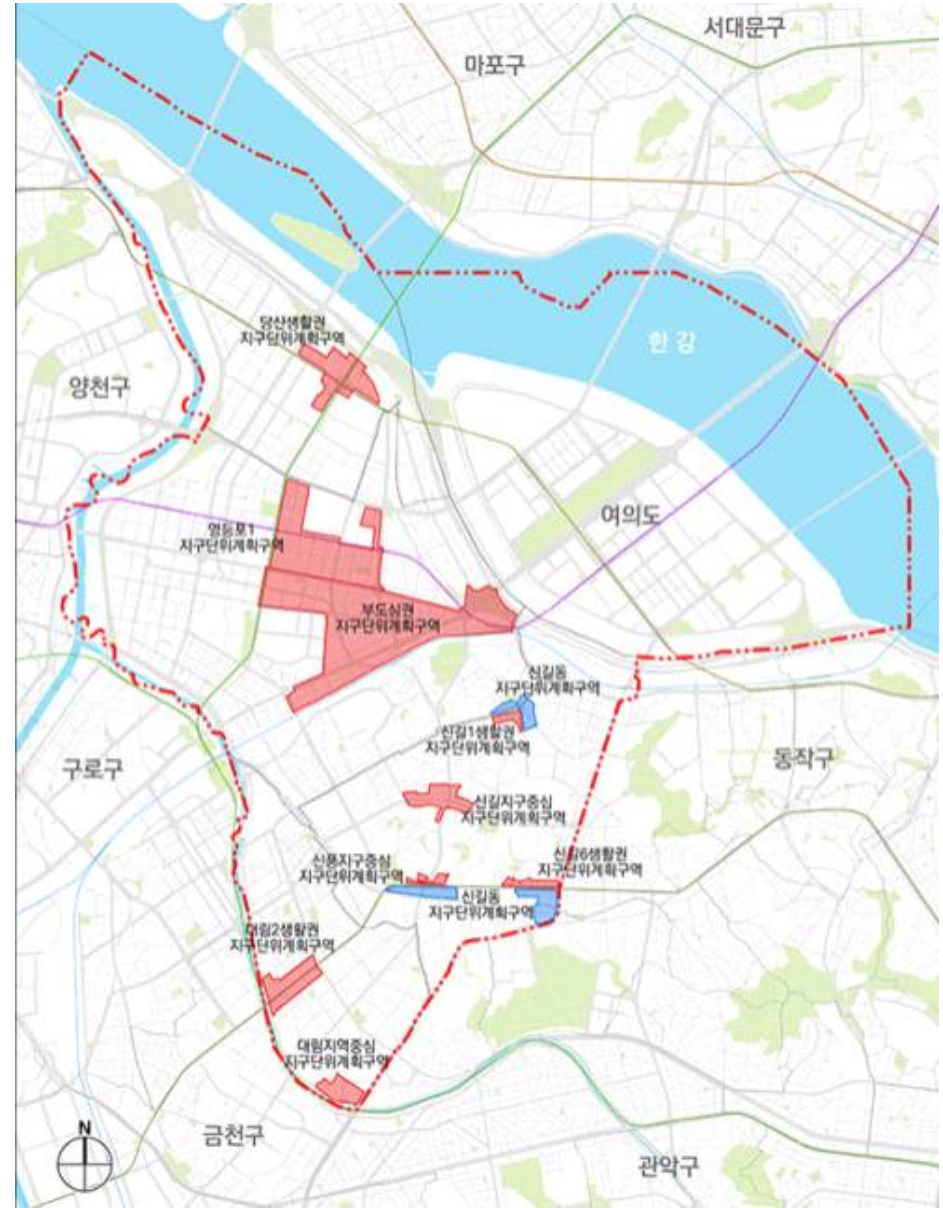 서대문구
마포구
한강
당산생활권
지구단위계획구역
양천구
여의도
영등포1
지구단위계획구역
부도심권
지구단위계획구역
신길동
지구단위계획구역
신길1생활권
지구단위계획구역
구로구
동작구
신길지구중심
지구단위계획구역
신풍지구중심
지구단위계획구역
신길6생활권
지구단위계획구역
신길동
지구단위계획구역
대림2생활권
지구단위계획구역
대림지역중심
지구단위계획구역
N
금천구
관악구